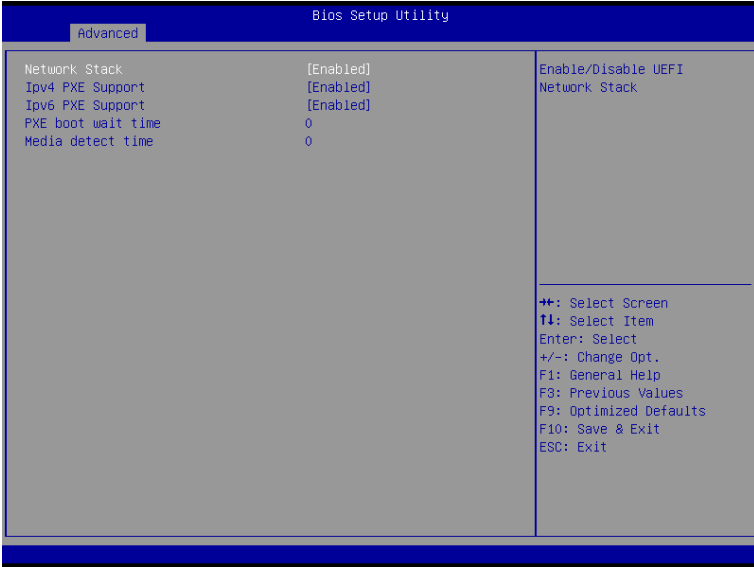 Bios Setup Utility
Advanced
Network Stack [Enabled]
Ipv4 PXE Support [Enabled]
Ipv6 PXE Support [Enabled]
PXE boot wait time 0
Media detect time 0
Enable/Disable UEFI
Network Stack
→←: Select Screen
↑↓: Select Item
Enter: Select
+/-: Change Opt.
F1: General Help
F3: Previous Values
F9: Optimized Defaults
F10: Save & Exit
ESC: Exit